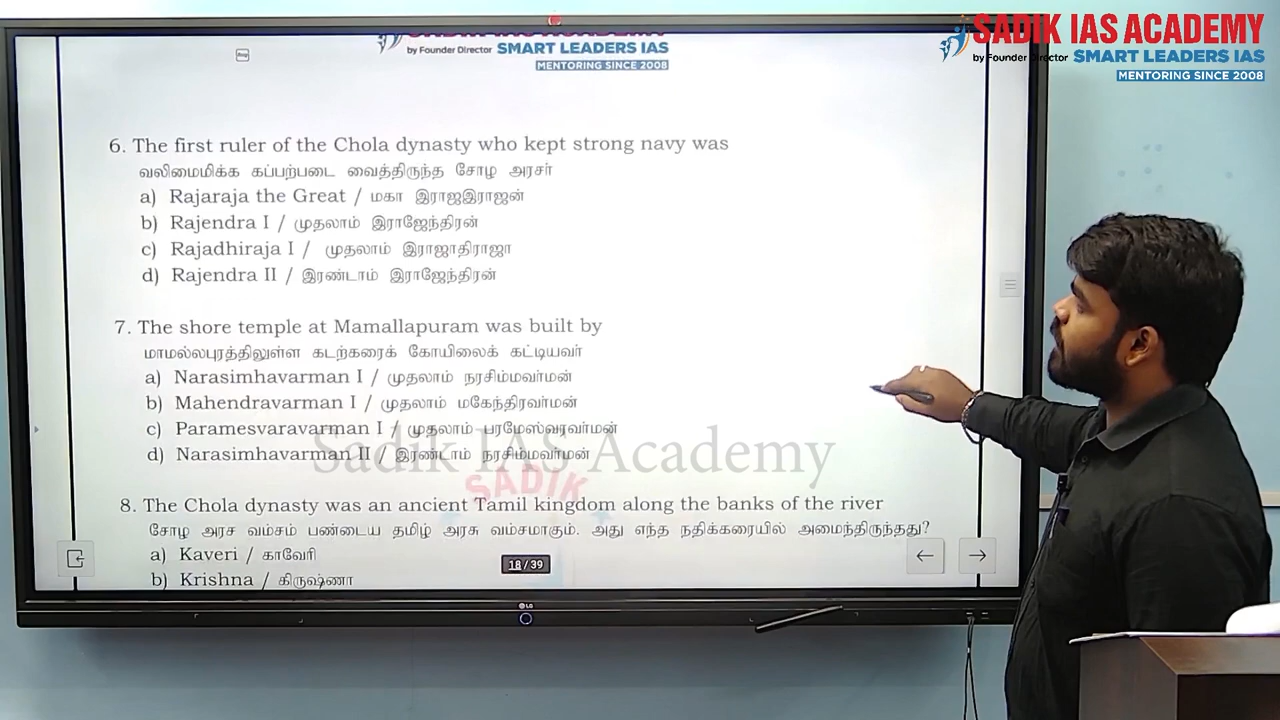 SADIK IAS ACADEMY
by Founder Director SMART LEADERS IAS
MENTORING SINCE 2008
by Founder Director SMART LEADERS IAS
MENTORING SINCE 2008
6. The first ruler of the Chola dynasty who kept strong navy was
வலிமைமிக்க கப்பற்படை வைத்திருந்த சோழ அரசர்
a) Rajaraja the Great / மகா இராஜஇராஜன்
b) Rajendra I / முதலாம் இராஜேந்திரன்
c) Rajadhiraja I / முதலாம் இராஜாதிராஜா
d) Rajendra II / இரண்டாம் இராஜேந்திரன்
7. The shore temple at Mamallapuram was built by
மாமல்லபுரத்திலுள்ள கடற்கரைக் கோயிலைக் கட்டியவர்
a) Narasimhavarman I / முதலாம் நரசிம்மவர்மன்
b) Mahendravarman I / முதலாம் மகேந்திரவர்மன்
c) Paramesvaravarman I / முதலாம் பரமேஸ்வரவர்மன்
d) Narasimhavarman II / இரண்டாம் நரசிம்மவர்மன்
Sadik IAS Academy
SADIK
8. The Chola dynasty was an ancient Tamil kingdom along the banks of the river
சோழ அரச வம்சம் பண்டைய தமிழ் அரசு வம்சமாகும். அது எந்த நதிக்கரையில் அமைந்திருந்தது?
a) Kaveri / காவேரி
b) Krishna / கிருஷ்ணா
18/39
LG